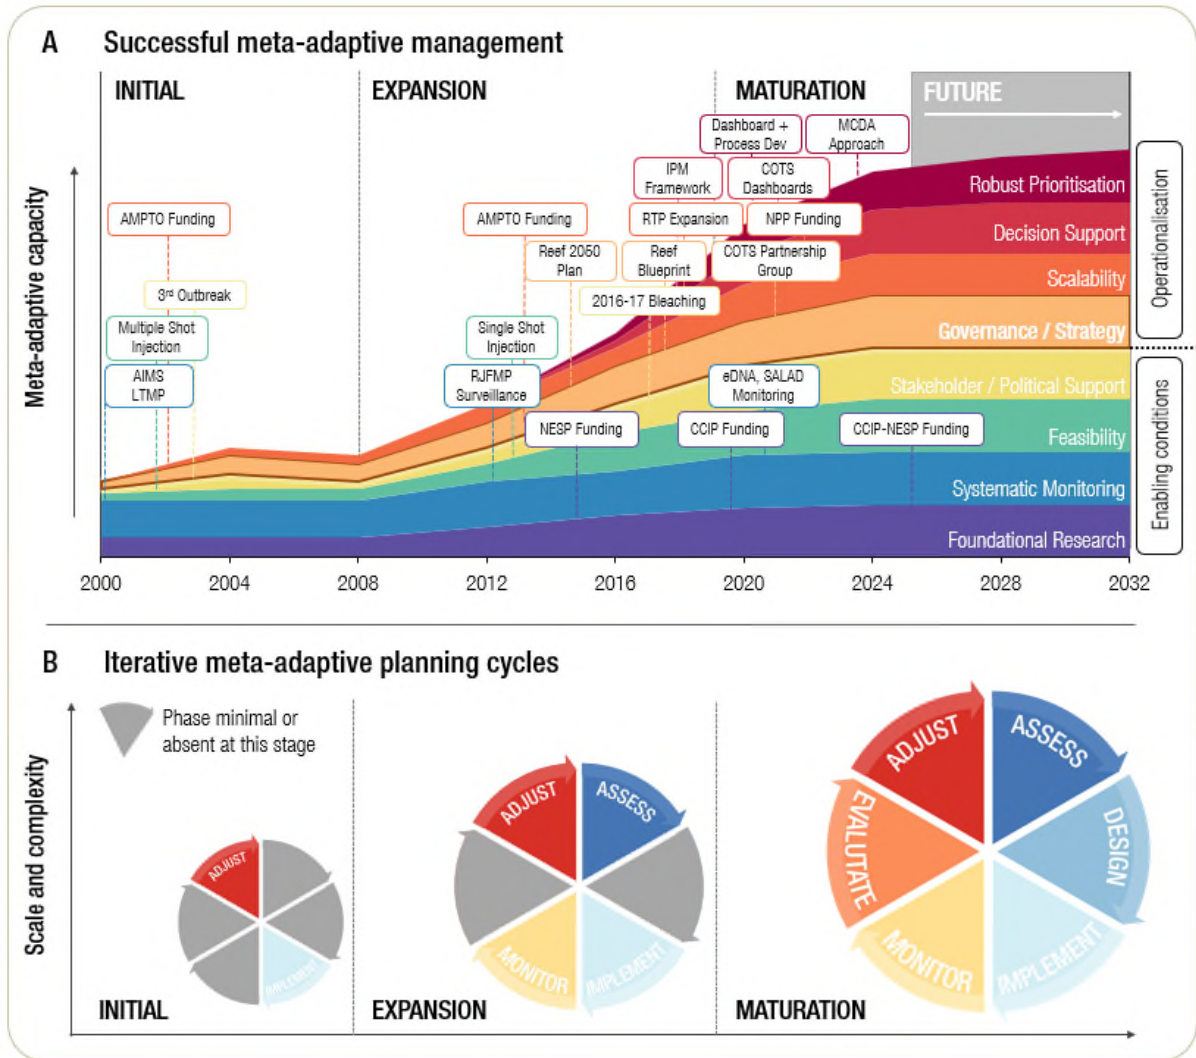 A Successful meta-adaptive management
INITIAL
EXPANSION
MATURATION
FUTURE
Dashboard +
Process Dev
MCDA
Approach
IPM
Framework
COTS
Dashboards
AMPTO Funding
AMPTO Funding
RTP Expansion
NPP Funding
Reef 2050
Plan
Reef
Blueprint
COTS Partnership
Group
3rd Outbreak
2016-17 Bleaching
Multiple Shot
Injection
Single Shot
Injection
AIMS
LTMP
RJFMP
Surveillance
eDNA, SALAD
Monitoring
NESP Funding
CCIP Funding
CCIP-NESP Funding
Robust Prioritisation
Decision Support
Scalability
Governance / Strategy
Stakeholder / Political Support
Feasibility
Systematic Monitoring
Foundational Research
Operationalisation
Enabling conditions
Meta-adaptive capacity
2000 2004 2008 2012 2016 2020 2024 2028 2032
B Iterative meta-adaptive planning cycles
Phase minimal or
absent at this stage
Scale and complexity
ADJUST
IMPLEMENT
INITIAL
ADJUST
ASSESS
IMPLEMENT
MONITOR
EXPANSION
ADJUST
ASSESS
DESIGN
IMPLEMENT
MONITOR
EVALUTATE
MATURATION